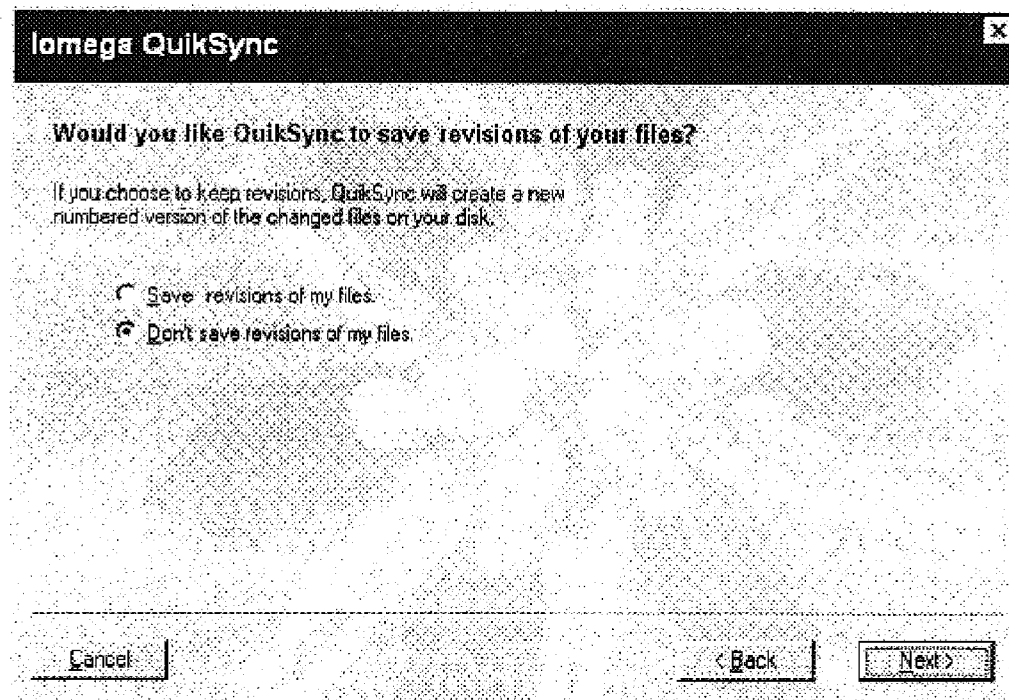 Iomega QuikSync
Would you like QuikSync to save revisions of your files?
If you choose to keep revisions, QuikSync will create a new
numbered version of the changed files on your disk.
Save revisions of my files.
Don't save revisions of my files.
Cancel
< Back
Next >